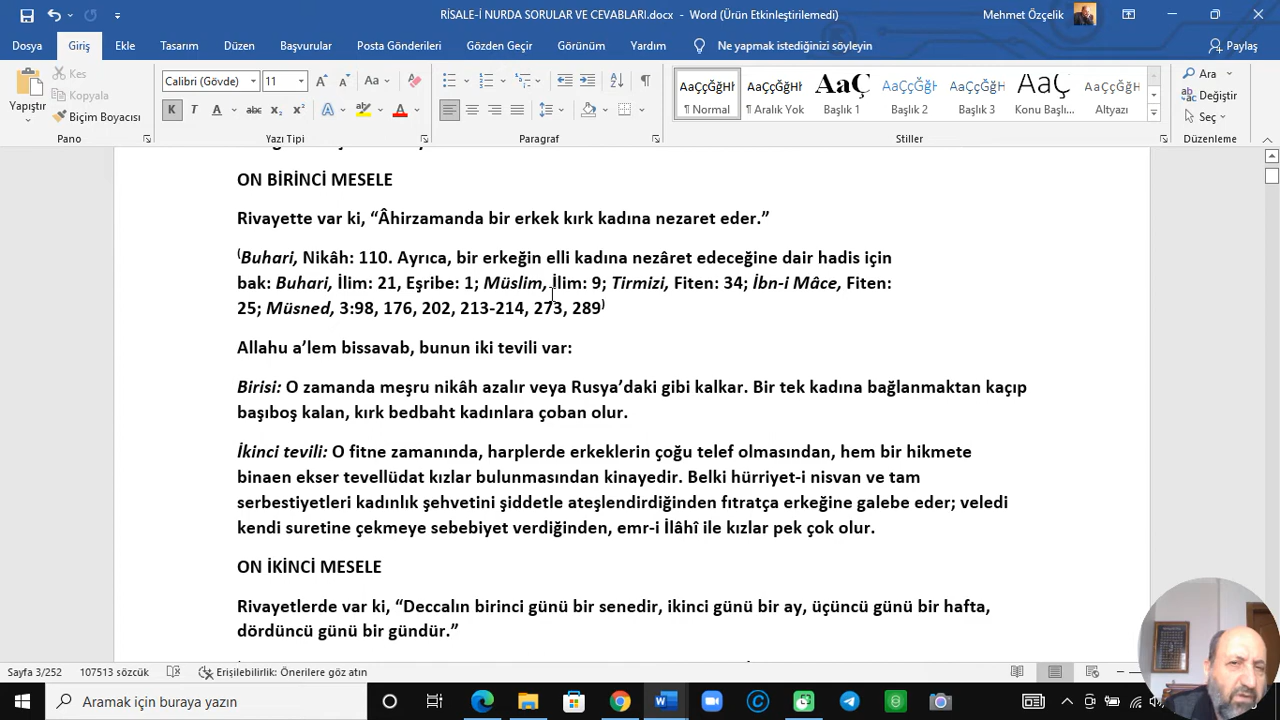 RİSALE-İ NURDA SORULAR VE CEVABLARI.docx - Word (Ürün Etkinleştirilemedi)
Mehmet Özçelik
Dosya Giriş Ekle Tasarım Düzen Başvurular Posta Gönderileri Gözden Geçir Görünüm Yardım Ne yapmak istediğinizi söyleyin Paylaş
Yapıştır
Kes
Kopyala
Biçim Boyacısı
Calibri (Gövde) 11
K T A abc x₂ x²
AaÇğĞh AaÇğĞh AaÇ AaÇğĞh AaÇğĞh AaÇğĞh AaÇğĞh
¶ Normal ¶ Aralık Yok Başlık 1 Başlık 2 Başlık 3 Konu Başlı... Altyazı
Ara
Değiştir
Seç
Pano Yazı Tipi Paragraf Stiller Düzenleme
ON BİRİNCİ MESELE
Rivayette var ki, “Âhirzamanda bir erkek kırk kadına nezaret eder.”
(Buhari, Nikâh: 110. Ayrıca, bir erkeğin elli kadına nezâret edeceğine dair hadis için
bak: Buhari, İlim: 21, Eşribe: 1; Müslim, İlim: 9; Tirmizi, Fiten: 34; İbn-i Mâce, Fiten:
25; Müsned, 3:98, 176, 202, 213-214, 273, 289)
Allahu a’lem bissavab, bunun iki tevili var:
Birisi: O zamanda meşru nikâh azalır veya Rusya’daki gibi kalkar. Bir tek kadına bağlanmaktan kaçıp
başıboş kalan, kırk bedbaht kadınlara çoban olur.
İkinci tevili: O fitne zamanında, harplerde erkeklerin çoğu telef olmasından, hem bir hikmete
binaen ekser tevellüdat kızlar bulunmasından kinayedir. Belki hürriyet-i nisvan ve tam
serbestiyetleri kadınlık şehvetini şiddetle ateşlendirdiğinden fıtratça erkeğine galebe eder; veledi
kendi suretine çekmeye sebebiyet verdiğinden, emr-i İlâhî ile kızlar pek çok olur.
ON İKİNCİ MESELE
Rivayetlerde var ki, “Deccalın birinci günü bir senedir, ikinci günü bir ay, üçüncü günü bir hafta,
dördüncü günü bir gündür.”
Sayfa 3/252 107513 sözcük Erişilebilirlik: Önerilere göz atın
Aramak için buraya yazın